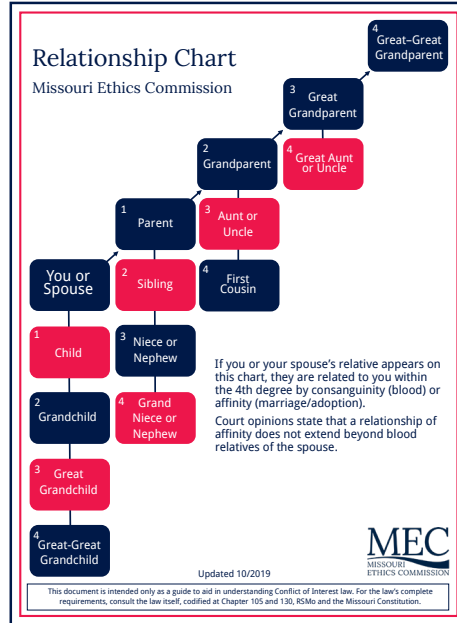 Relationship Chart
Missouri Ethics Commission
4
Great–Great
Grandparent
3
Great
Grandparent
4
Great Aunt
or Uncle
2
Grandparent
3
Aunt or
Uncle
4
First
Cousin
1
Parent
2
Sibling
3
Niece or
Nephew
4
Grand
Niece or
Nephew
You or
Spouse
1
Child
2
Grandchild
3
Great
Grandchild
4
Great-Great
Grandchild
If you or your spouse’s relative appears on
this chart, they are related to you within
the 4th degree by consanguinity (blood) or
affinity (marriage/adoption).
Court opinions state that a relationship of
affinity does not extend beyond blood
relatives of the spouse.
MEC
MISSOURI
ETHICS COMMISSION
Updated 10/2019
This document is intended only as a guide to aid in understanding Conflict of Interest law. For the law’s complete
requirements, consult the law itself, codified at Chapter 105 and 130, RSMo and the Missouri Constitution.